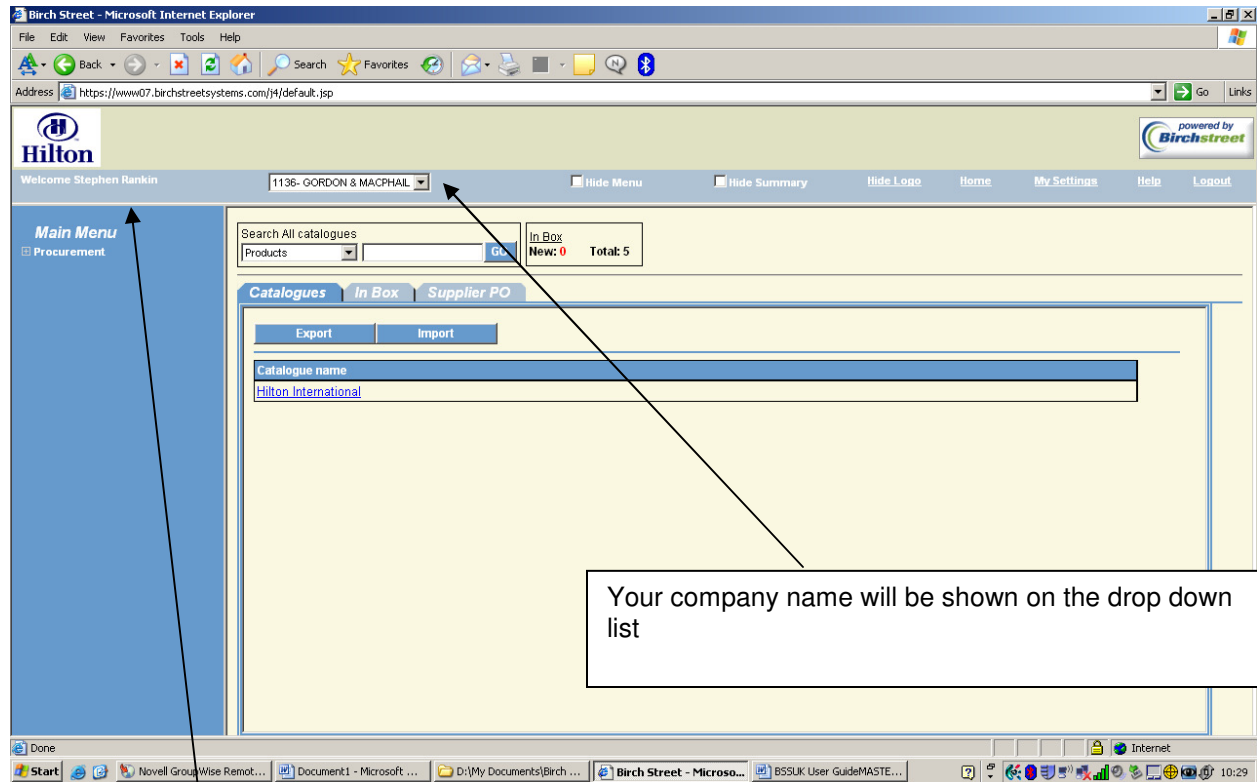 Birch Street - Microsoft Internet Explorer
File Edit View Favorites Tools Help
Back Search Favorites
Address https://www07.birchstreetsystems.com/j4/default.jsp Go Links
H
Hilton
powered by
Birchstreet
Welcome Stephen Rankin 1136- GORDON & MACPHAIL Hide Menu Hide Summary Hide Logo Home My Settings Help Logout
Main Menu
Procurement
Search All catalogues
Products GO
In Box
New: 0 Total: 5
Catalogues In Box Supplier PO
Export Import
Catalogue name
Hilton International
Your company name will be shown on the drop down
list
Done Internet
Start Novell GroupWise Remot... Document1 - Microsoft ... D:\My Documents\Birch ... Birch Street - Microso... BSSUK User GuideMASTE... 10:29